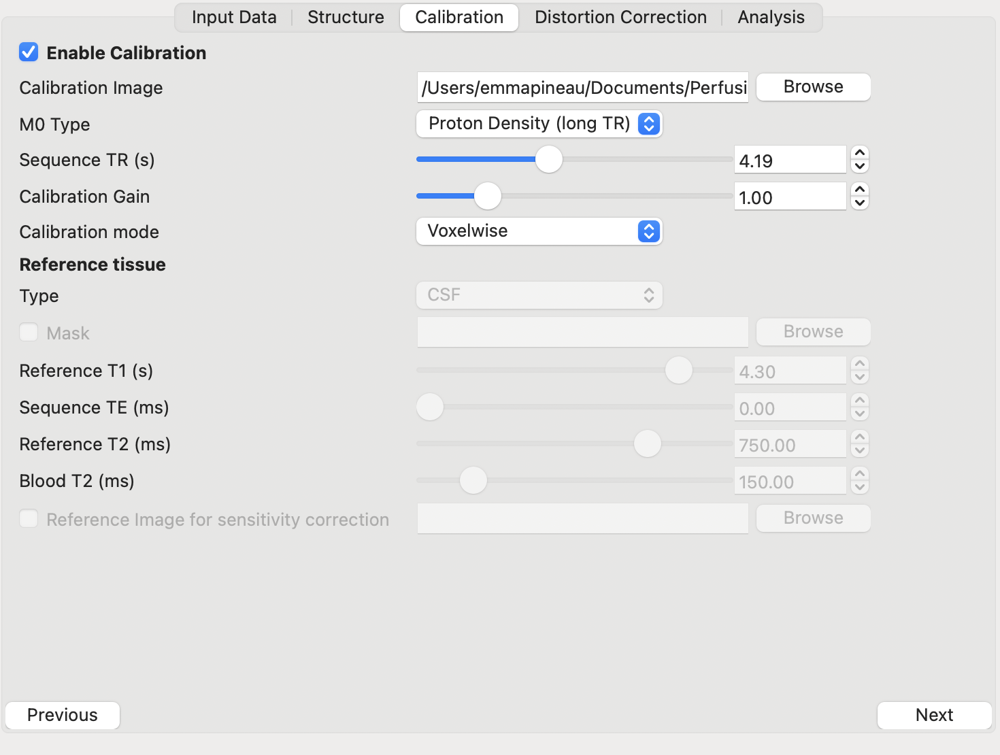 Input Data Structure Calibration Distortion Correction Analysis
Enable Calibration
Calibration Image /Users/emmapineau/Documents/Perfusi Browse
M0 Type Proton Density (long TR)
Sequence TR (s) 4.19
Calibration Gain 1.00
Calibration mode Voxelwise
Reference tissue
Type CSF
Mask Browse
Reference T1 (s) 4.30
Sequence TE (ms) 0.00
Reference T2 (ms) 750.00
Blood T2 (ms) 150.00
Reference Image for sensitivity correction Browse
Previous Next